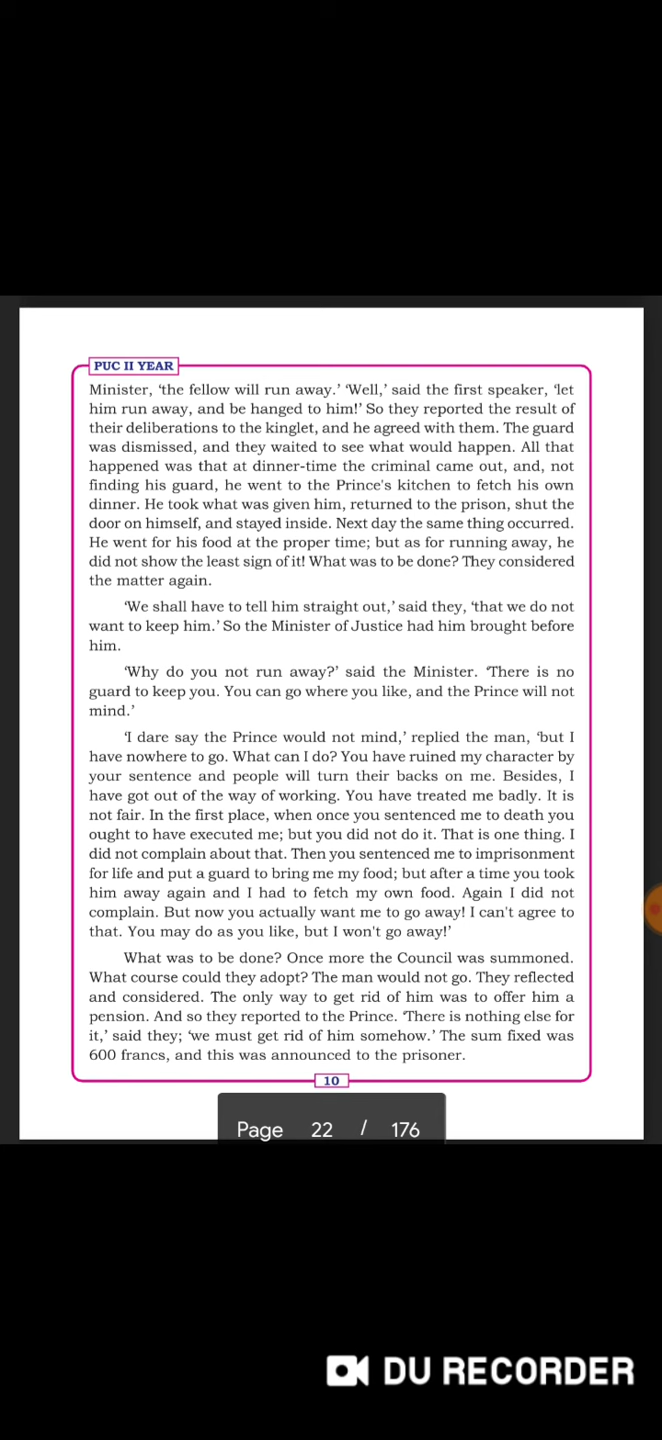 PUC II YEAR
Minister, ‘the fellow will run away.’ ‘Well,’ said the first speaker, ‘let
him run away, and be hanged to him!’ So they reported the result of
their deliberations to the kinglet, and he agreed with them. The guard
was dismissed, and they waited to see what would happen. All that
happened was that at dinner-time the criminal came out, and, not
finding his guard, he went to the Prince's kitchen to fetch his own
dinner. He took what was given him, returned to the prison, shut the
door on himself, and stayed inside. Next day the same thing occurred.
He went for his food at the proper time; but as for running away, he
did not show the least sign of it! What was to be done? They considered
the matter again.
‘We shall have to tell him straight out,’ said they, ‘that we do not
want to keep him.’ So the Minister of Justice had him brought before
him.
‘Why do you not run away?’ said the Minister. ‘There is no
guard to keep you. You can go where you like, and the Prince will not
mind.’
‘I dare say the Prince would not mind,’ replied the man, ‘but I
have nowhere to go. What can I do? You have ruined my character by
your sentence and people will turn their backs on me. Besides, I
have got out of the way of working. You have treated me badly. It is
not fair. In the first place, when once you sentenced me to death you
ought to have executed me; but you did not do it. That is one thing. I
did not complain about that. Then you sentenced me to imprisonment
for life and put a guard to bring me my food; but after a time you took
him away again and I had to fetch my own food. Again I did not
complain. But now you actually want me to go away! I can't agree to
that. You may do as you like, but I won't go away!’
What was to be done? Once more the Council was summoned.
What course could they adopt? The man would not go. They reflected
and considered. The only way to get rid of him was to offer him a
pension. And so they reported to the Prince. ‘There is nothing else for
it,’ said they; ‘we must get rid of him somehow.’ The sum fixed was
600 francs, and this was announced to the prisoner.
10
Page 22 / 176
DU RECORDER